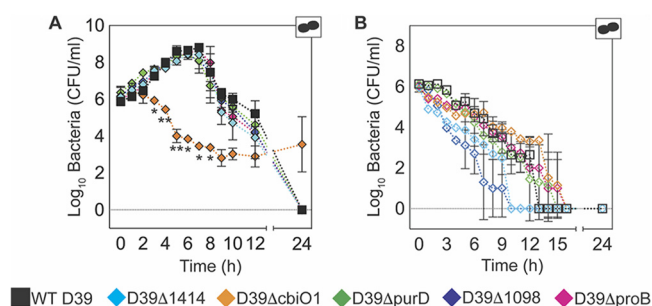 A
B
Log10 Bacteria (CFU/ml)
8
6
4
2
0
* ** *** * *
0 2 4 6 8 10 12 24
Time (h)
Log10 Bacteria (CFU/ml)
8
6
4
2
0
0 3 6 9 12 15 24
Time (h)
WT D39 D39Δ1414 D39ΔcbiO1 D39ΔpurD D39Δ1098 D39ΔproB